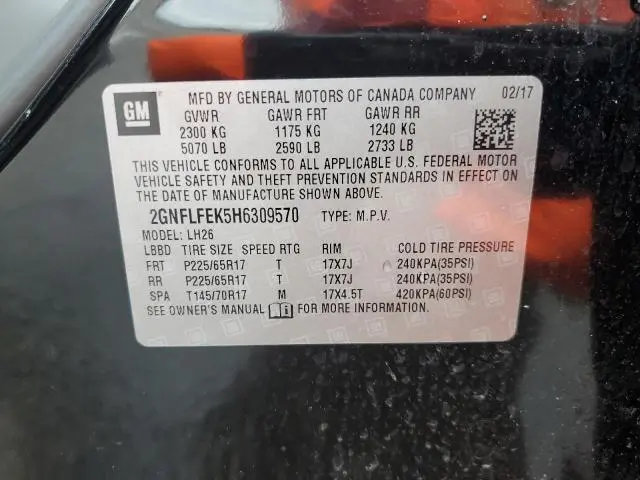 GM
MFD BY GENERAL MOTORS OF CANADA COMPANY 02/17
GVWR GAWR FRT GAWR RR
2300 KG 1175 KG 1240 KG
5070 LB 2590 LB 2733 LB
THIS VEHICLE CONFORMS TO ALL APPLICABLE U.S. FEDERAL MOTOR
VEHICLE SAFETY AND THEFT PREVENTION STANDARDS IN EFFECT ON
THE DATE OF MANUFACTURE SHOWN ABOVE.
2GNFLFEK5H6309570 TYPE: M.P.V.
MODEL: LH26
LBBD TIRE SIZE SPEED RTG RIM COLD TIRE PRESSURE
FRT P225/65R17 T 17X7J 240KPA(35PSI)
RR P225/65R17 T 17X7J 240KPA(35PSI)
SPA T145/70R17 M 17X4.5T 420KPA(60PSI)
SEE OWNER'S MANUAL FOR MORE INFORMATION.